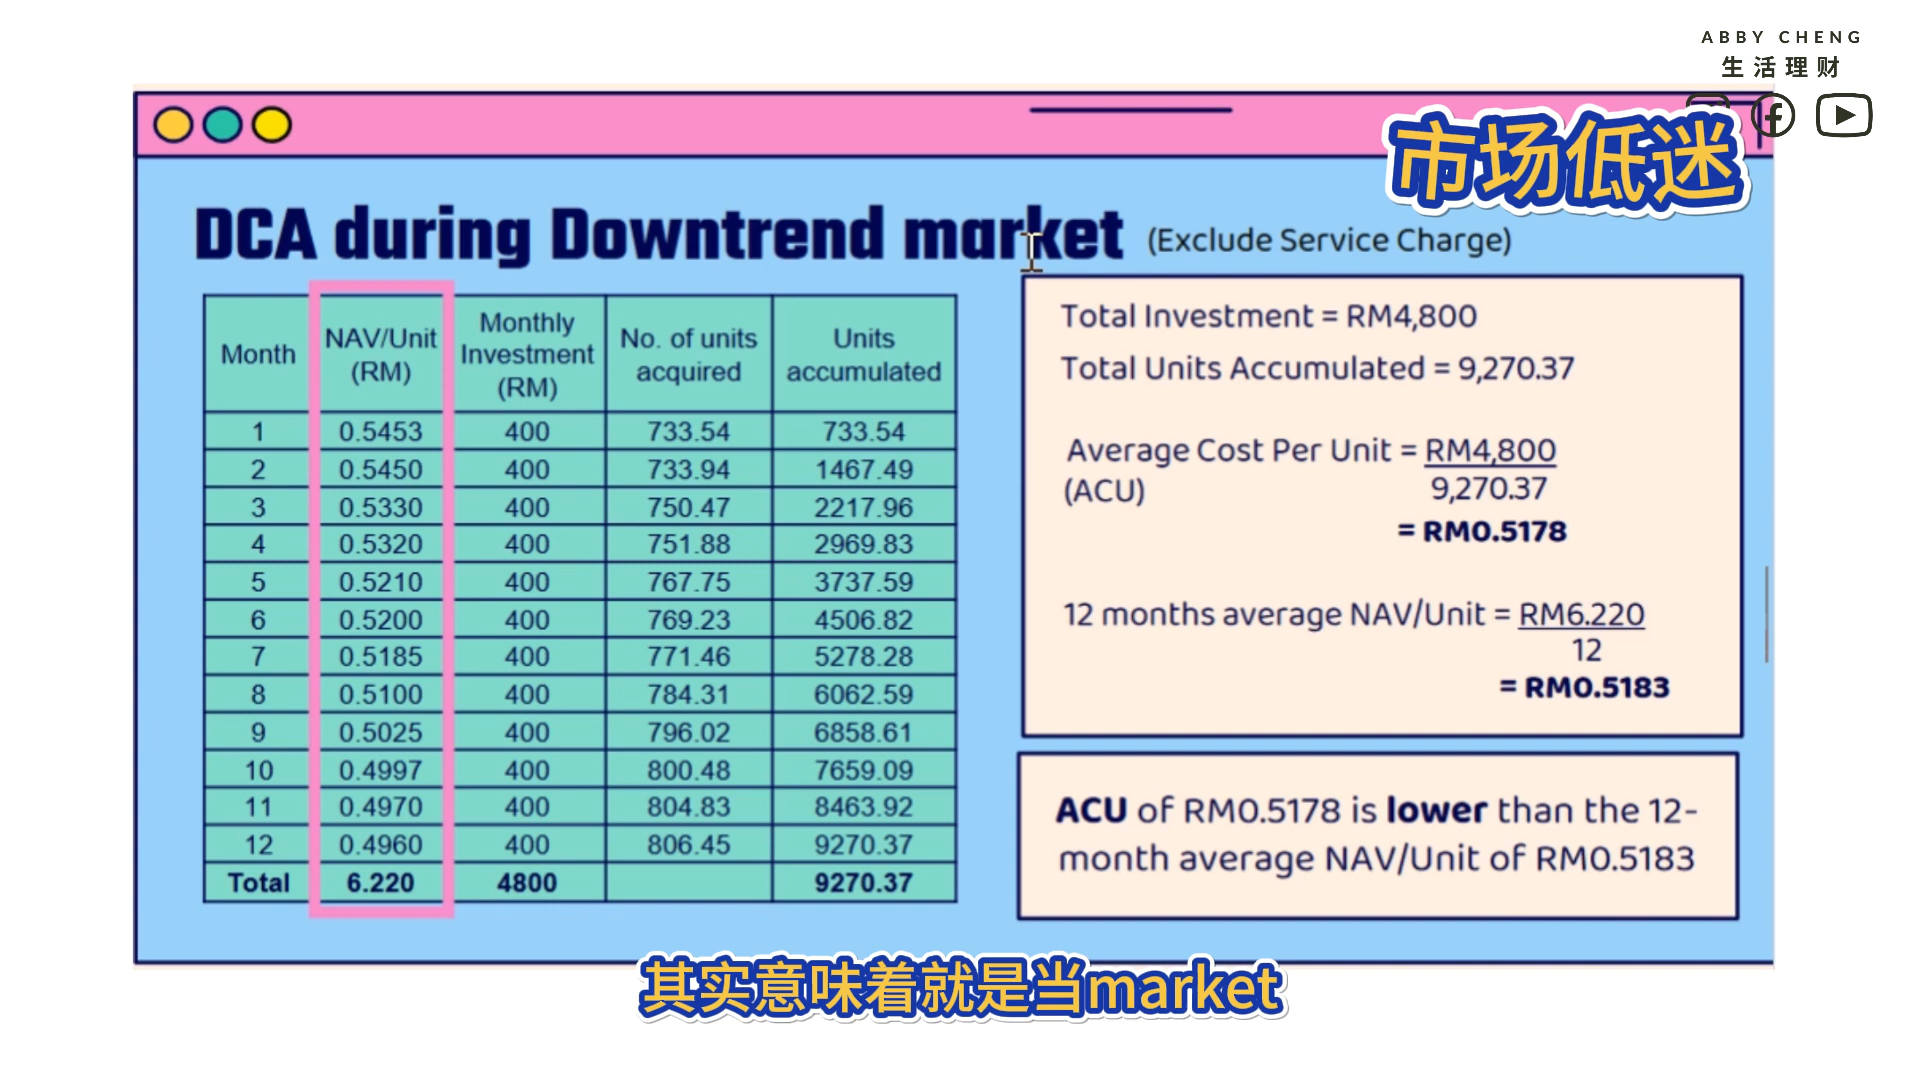 ABBY CHENG
生活理财
市场低迷
DCA during Downtrend market (Exclude Service Charge)
Month NAV/Unit (RM) Monthly Investment (RM) No. of units acquired Units accumulated
1 0.5453 400 733.54 733.54
2 0.5450 400 733.94 1467.49
3 0.5330 400 750.47 2217.96
4 0.5320 400 751.88 2969.83
5 0.5210 400 767.75 3737.59
6 0.5200 400 769.23 4506.82
7 0.5185 400 771.46 5278.28
8 0.5100 400 784.31 6062.59
9 0.5025 400 796.02 6858.61
10 0.4997 400 800.48 7659.09
11 0.4970 400 804.83 8463.92
12 0.4960 400 806.45 9270.37
Total 6.220 4800 9270.37
Total Investment = RM4,800
Total Units Accumulated = 9,270.37
Average Cost Per Unit = RM4,800
(ACU) 9,270.37
= RM0.5178
12 months average NAV/Unit = RM6.220
12
= RM0.5183
ACU of RM0.5178 is lower than the 12-
month average NAV/Unit of RM0.5183
其实意味着就是当market